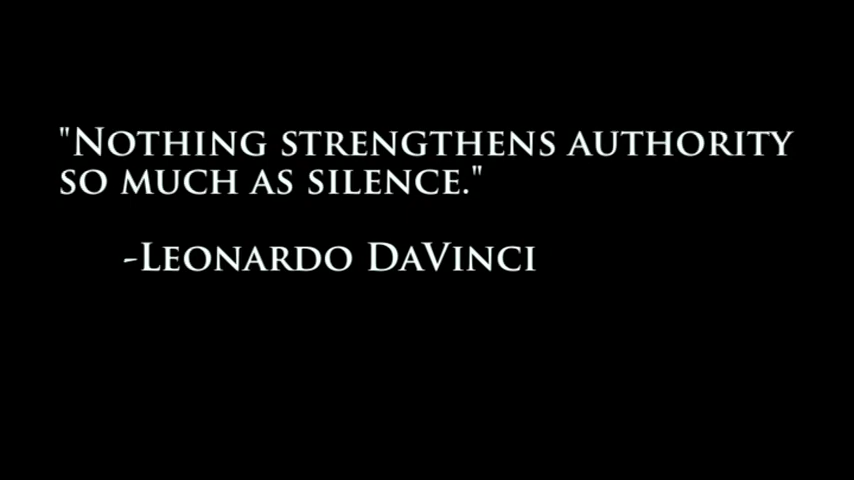 "Nothing strengthens authority
so much as silence."
-Leonardo DaVinci